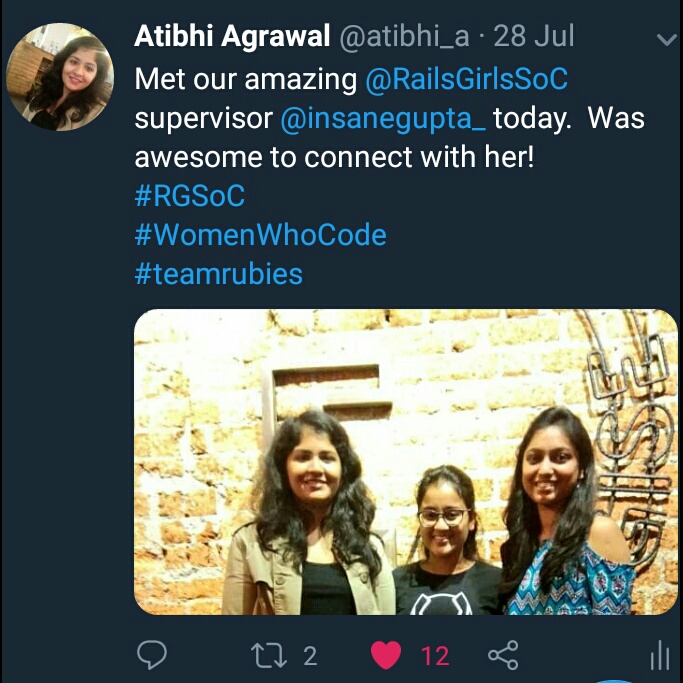 Atibhi Agrawal @atibhi_a · 28 Jul
Met our amazing @RailsGirlsSoC
supervisor @insanegupta_ today.  Was
awesome to connect with her!
#RGSoC
#WomenWhoCode
#teamrubies
2 12